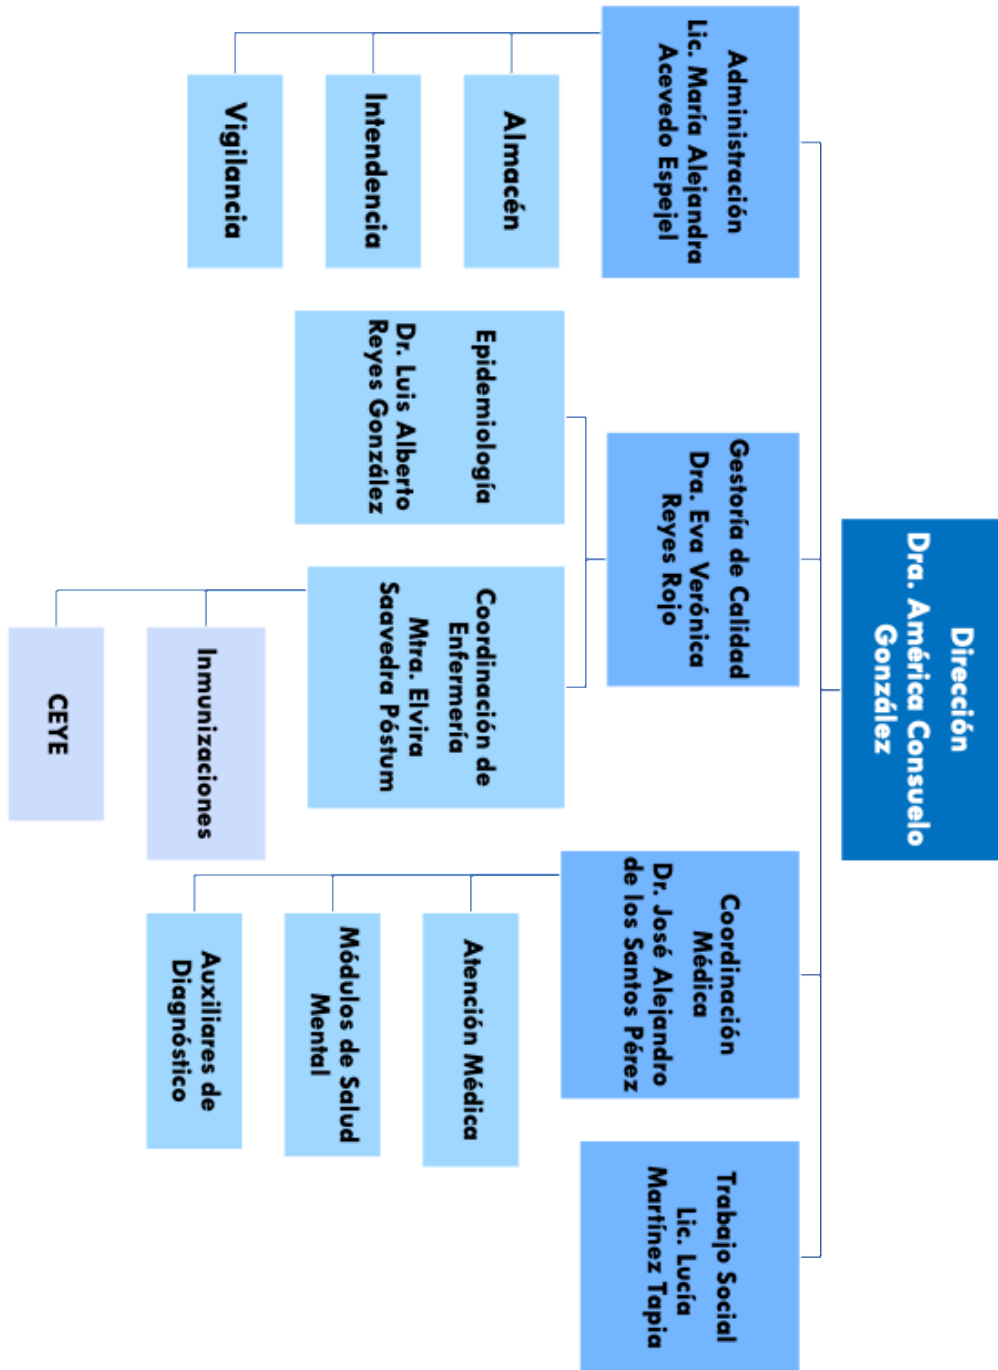 Dirección
Dra. América Consuelo
González
Administración
Lic. María Alejandra
Acevedo Espejel
Almacén
Intendencia
Vigilancia
Gestoría de Calidad
Dra. Eva Verónica
Reyes Rojo
Epidemiología
Dr. Luis Alberto
Reyes González
Coordinación de
Enfermería
Mtra. Elvira
Saavedra Póstum
Inmunizaciones
CEYE
Coordinación
Médica
Dr. José Alejandro
de los Santos Pérez
Atención Médica
Módulos de Salud
Mental
Auxiliares de
Diagnóstico
Trabajo Social
Lic. Lucía
Martínez Tapia